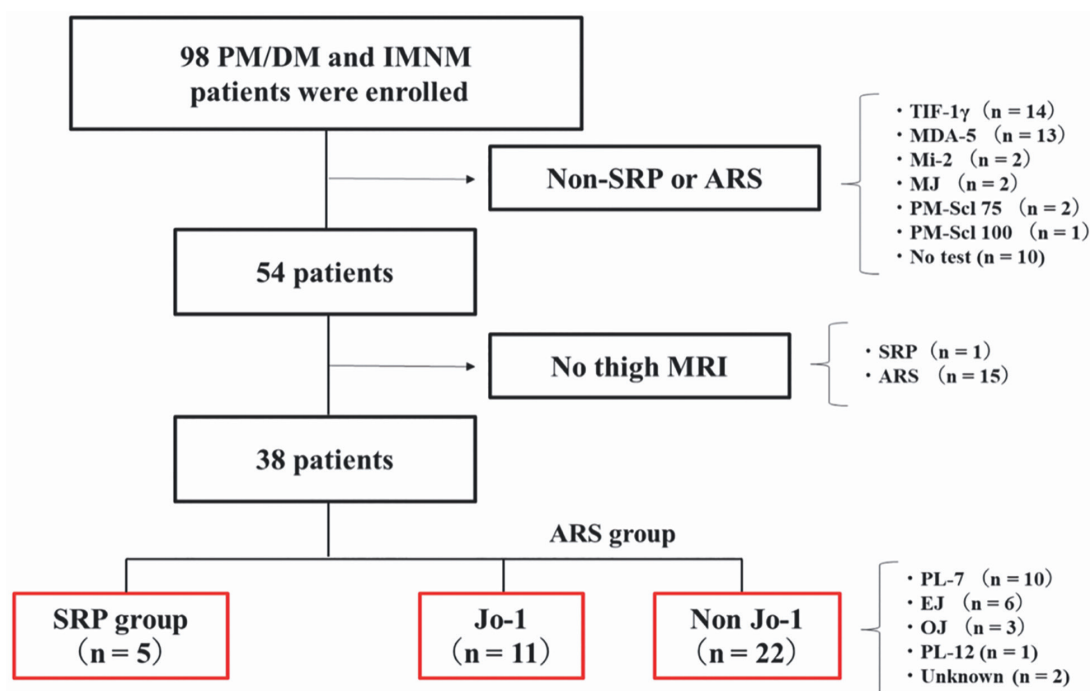 98 PM/DM and IMNM
patients were enrolled
Non-SRP or ARS
・TIF-1γ (n = 14)
・MDA-5 (n = 13)
・Mi-2 (n = 2)
・MJ (n = 2)
・PM-Scl 75 (n = 2)
・PM-Scl 100 (n = 1)
・No test (n = 10)
54 patients
No thigh MRI
・SRP (n = 1)
・ARS (n = 15)
38 patients
ARS group
SRP group
(n = 5)
Jo-1
(n = 11)
Non Jo-1
(n = 22)
・PL-7 (n = 10)
・EJ (n = 6)
・OJ (n = 3)
・PL-12 (n = 1)
・Unknown (n = 2)